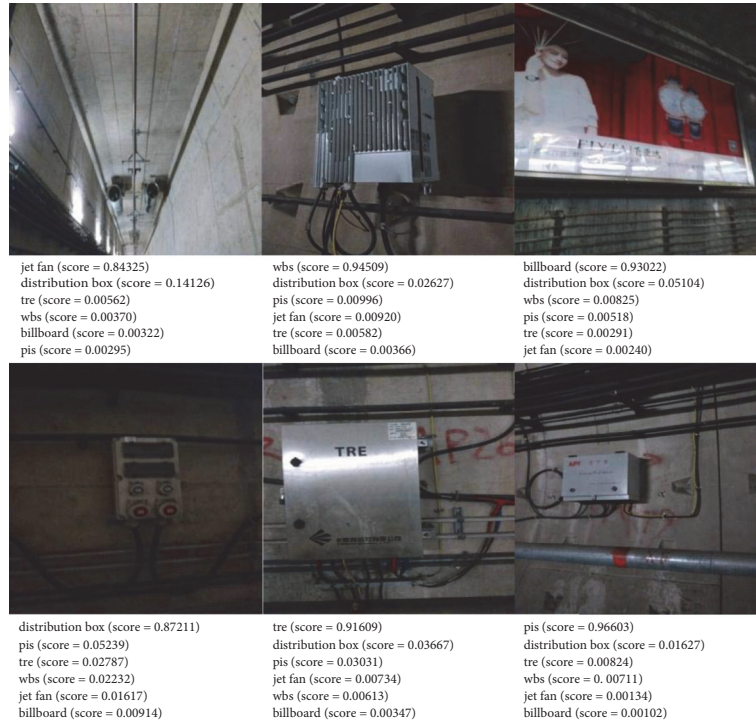 FIYTA
jet fan (score = 0.84325)
distribution box (score = 0.14126)
tre (score = 0.00562)
wbs (score = 0.00370)
billboard (score = 0.00322)
pis (score = 0.00295)
wbs (score = 0.94509)
distribution box (score = 0.02627)
pis (score = 0.00996)
jet fan (score = 0.00920)
tre (score = 0.00582)
billboard (score = 0.00366)
billboard (score = 0.93022)
distribution box (score = 0.05104)
wbs (score = 0.00825)
pis (score = 0.00518)
tre (score = 0.00291)
jet fan (score = 0.00240)
TRE
AP20
distribution box (score = 0.87211)
pis (score = 0.05239)
tre (score = 0.02787)
wbs (score = 0.02232)
jet fan (score = 0.01617)
billboard (score = 0.00914)
tre (score = 0.91609)
distribution box (score = 0.03667)
pis (score = 0.03031)
jet fan (score = 0.00734)
wbs (score = 0.00613)
billboard (score = 0.00347)
pis (score = 0.96603)
distribution box (score = 0.01627)
tre (score = 0.00824)
wbs (score = 0. 00711)
jet fan (score = 0.00134)
billboard (score = 0.00102)